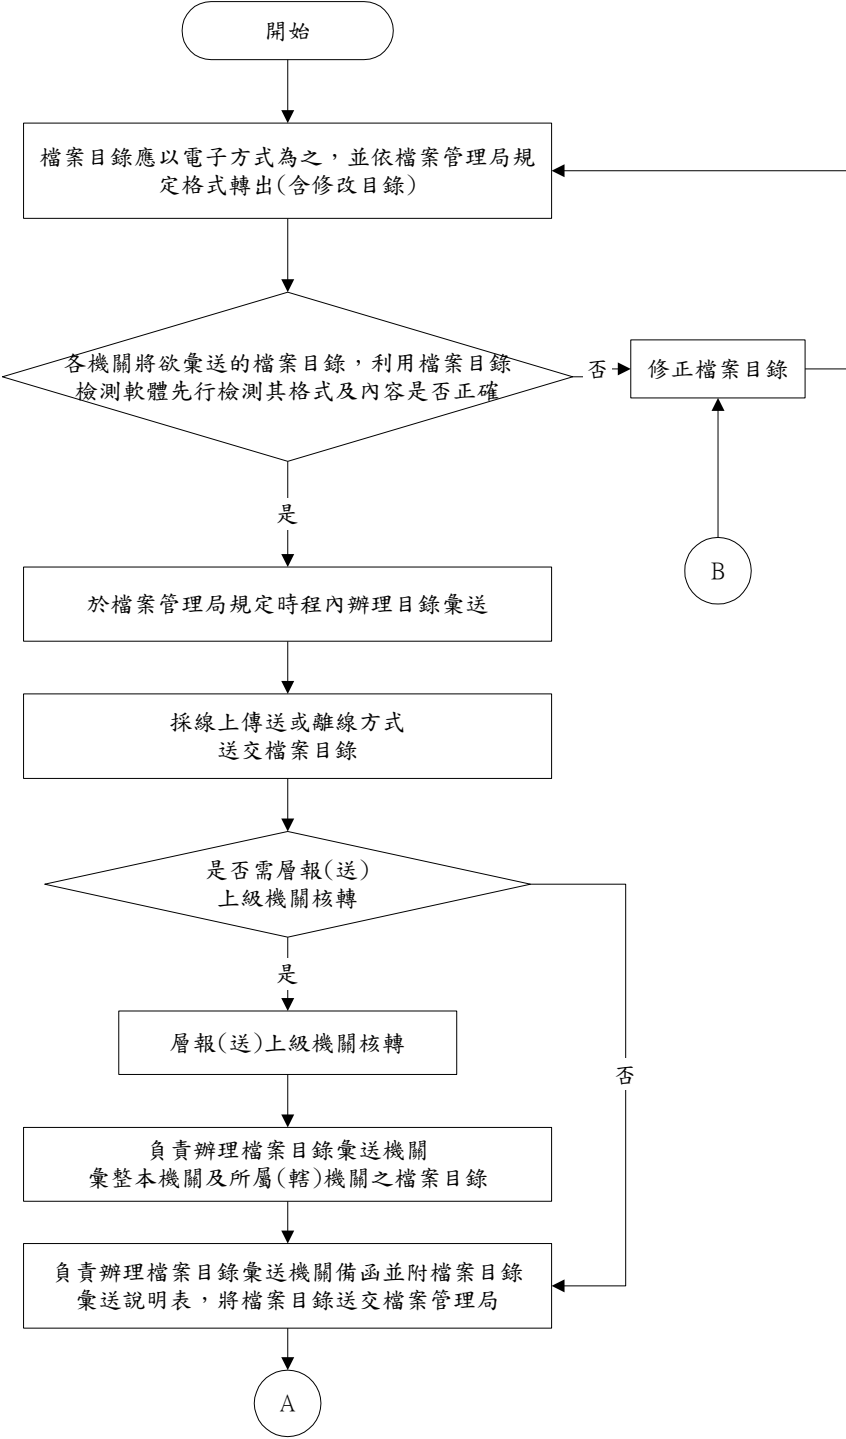 開始
檔案目錄應以電子方式為之，並依檔案管理局規
定格式轉出(含修改目錄)
各機關將欲彙送的檔案目錄，利用檔案目錄
檢測軟體先行檢測其格式及內容是否正確
否
修正檔案目錄
是
B
於檔案管理局規定時程內辦理目錄彙送
採線上傳送或離線方式
送交檔案目錄
是否需層報(送)
上級機關核轉
是
層報(送)上級機關核轉
否
負責辦理檔案目錄彙送機關
彙整本機關及所屬(轄)機關之檔案目錄
負責辦理檔案目錄彙送機關備函並附檔案目錄
彙送說明表，將檔案目錄送交檔案管理局
A